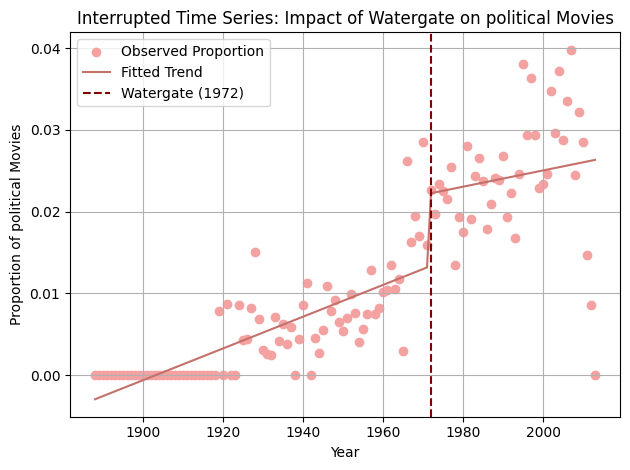 Interrupted Time Series: Impact of Watergate on political Movies
Observed Proportion
Fitted Trend
Watergate (1972)
Proportion of political Movies
0.04
0.03
0.02
0.01
0.00
1900 1920 1940 1960 1980 2000
Year